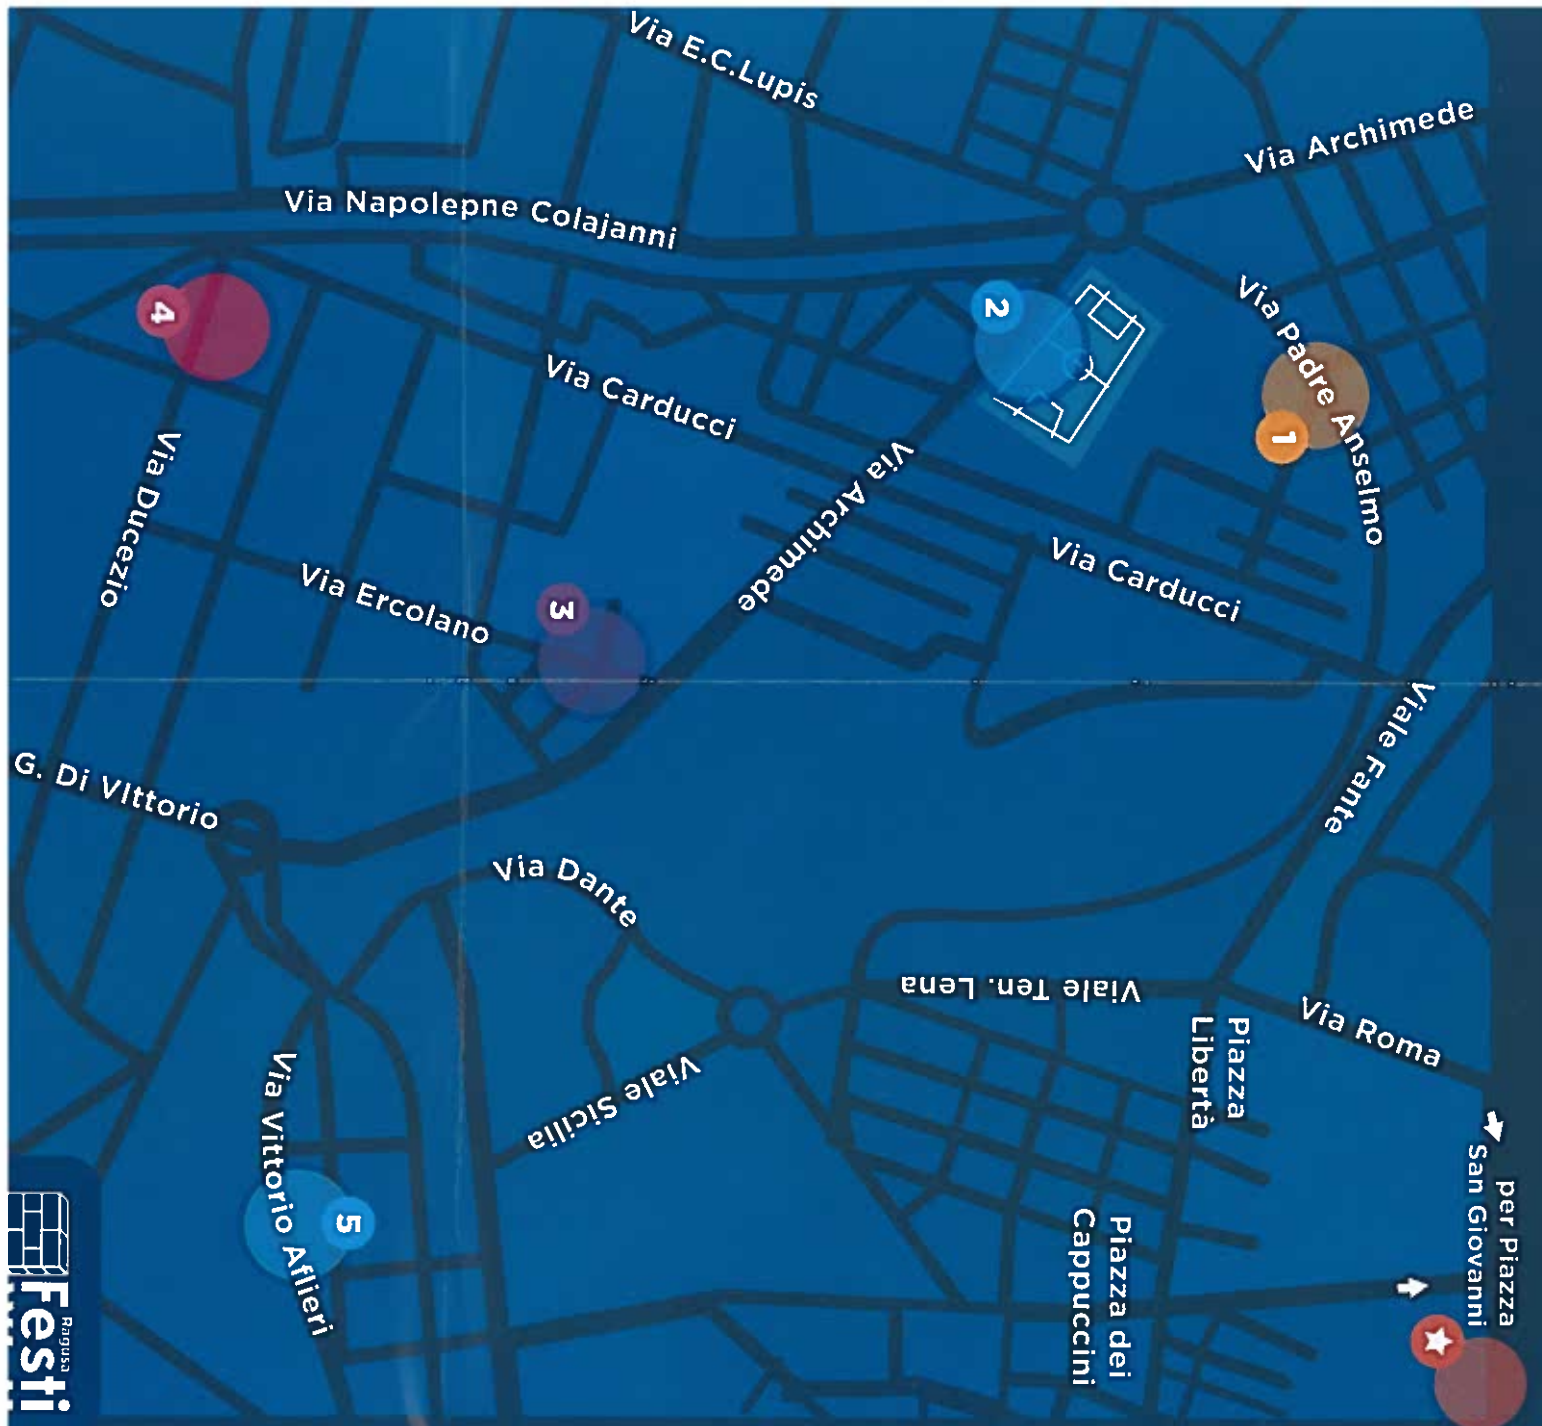 Via E.C.Lupis
Via Archimede
Via Napolepne Colajanni
Via Padre Anselmo
2
4
1
Via Carducci
Via Archimede
Via Carducci
Via Ducezio
Via Ercolano
3
Viale Fante
G. Di VIttorio
Via Dante
Viale Ten. Lena
Via Roma
Piazza
Libertà
Viale Sicilia
Via Vittorio Aflieri
5
per Piazza
San Giovanni
Piazza dei
Cappuccini
Ragusa
Festi